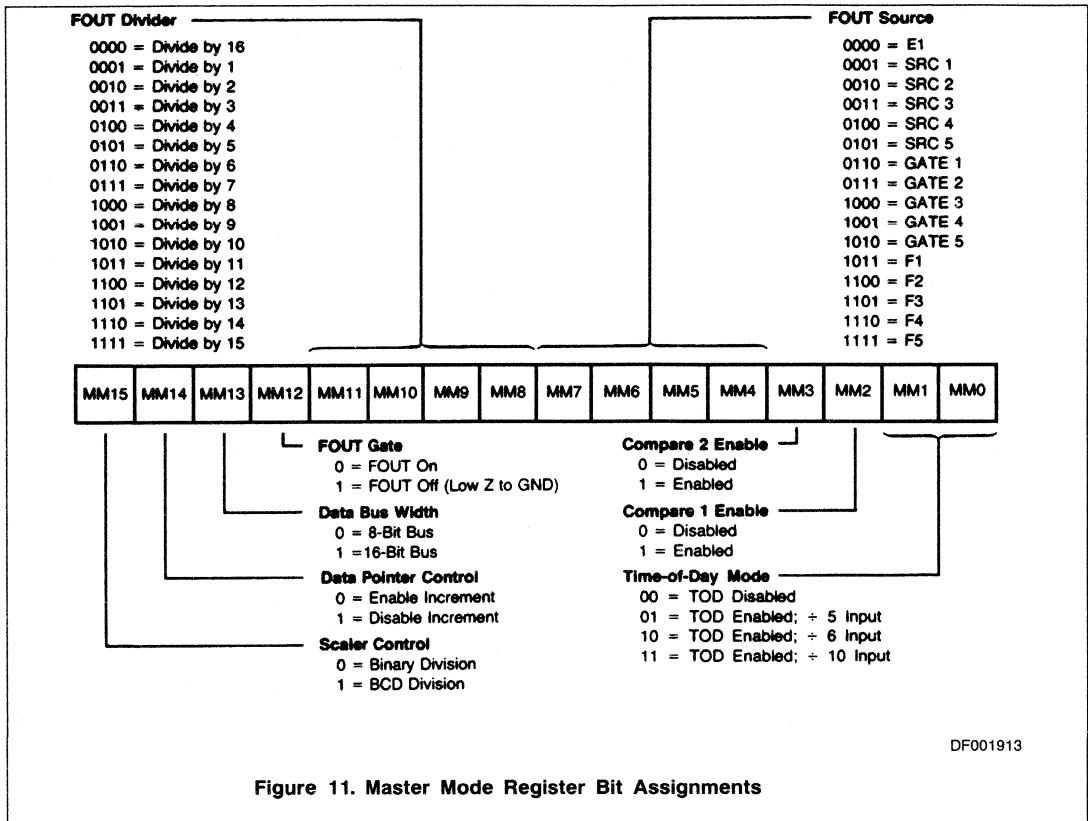 FOUT Divider
0000 = Divide by 16
0001 = Divide by 1
0010 = Divide by 2
0011 = Divide by 3
0100 = Divide by 4
0101 = Divide by 5
0110 = Divide by 6
0111 = Divide by 7
1000 = Divide by 8
1001 = Divide by 9
1010 = Divide by 10
1011 = Divide by 11
1100 = Divide by 12
1101 = Divide by 13
1110 = Divide by 14
1111 = Divide by 15
FOUT Source
0000 = E1
0001 = SRC 1
0010 = SRC 2
0011 = SRC 3
0100 = SRC 4
0101 = SRC 5
0110 = GATE 1
0111 = GATE 2
1000 = GATE 3
1001 = GATE 4
1010 = GATE 5
1011 = F1
1100 = F2
1101 = F3
1110 = F4
1111 = F5
MM15 MM14 MM13 MM12 MM11 MM10 MM9 MM8 MM7 MM6 MM5 MM4 MM3 MM2 MM1 MM0
FOUT Gate
0 = FOUT On
1 = FOUT Off (Low Z to GND)
Data Bus Width
0 = 8-Bit Bus
1 =16-Bit Bus
Data Pointer Control
0 = Enable Increment
1 = Disable Increment
Scaler Control
0 = Binary Division
1 = BCD Division
Compare 2 Enable
0 = Disabled
1 = Enabled
Compare 1 Enable
0 = Disabled
1 = Enabled
Time-of-Day Mode
00 = TOD Disabled
01 = TOD Enabled; ÷ 5 Input
10 = TOD Enabled; ÷ 6 Input
11 = TOD Enabled; ÷ 10 Input
DF001913
Figure 11. Master Mode Register Bit Assignments